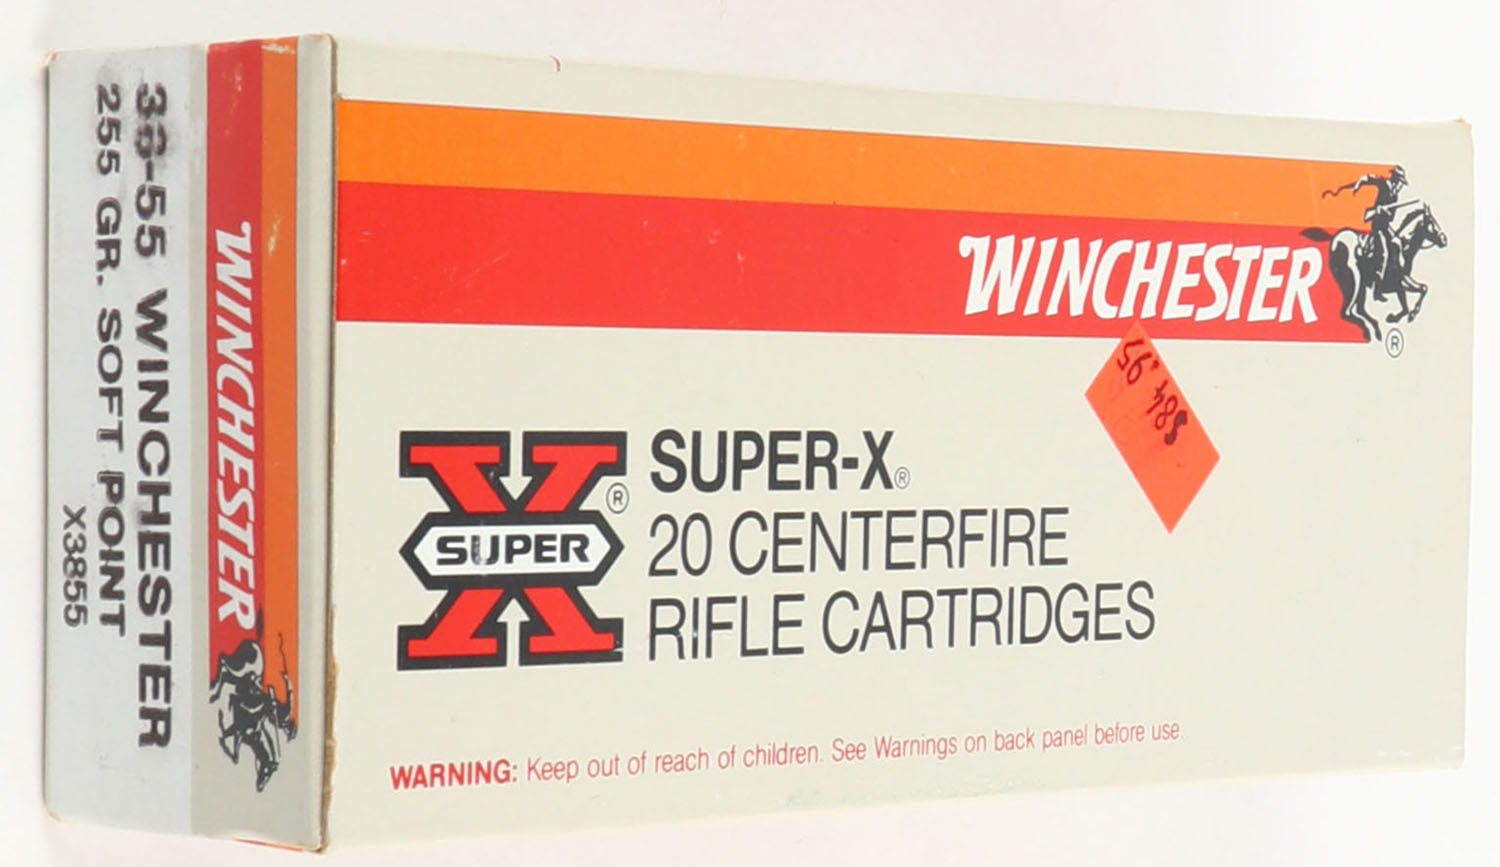 38-55 WINCHESTER
255 GR. SOFT POINT
X3855
WINCHESTER
WINCHESTER
®
SUPER
®
SUPER-X®
20 CENTERFIRE
RIFLE CARTRIDGES
WARNING: Keep out of reach of children. See Warnings on back panel before use.